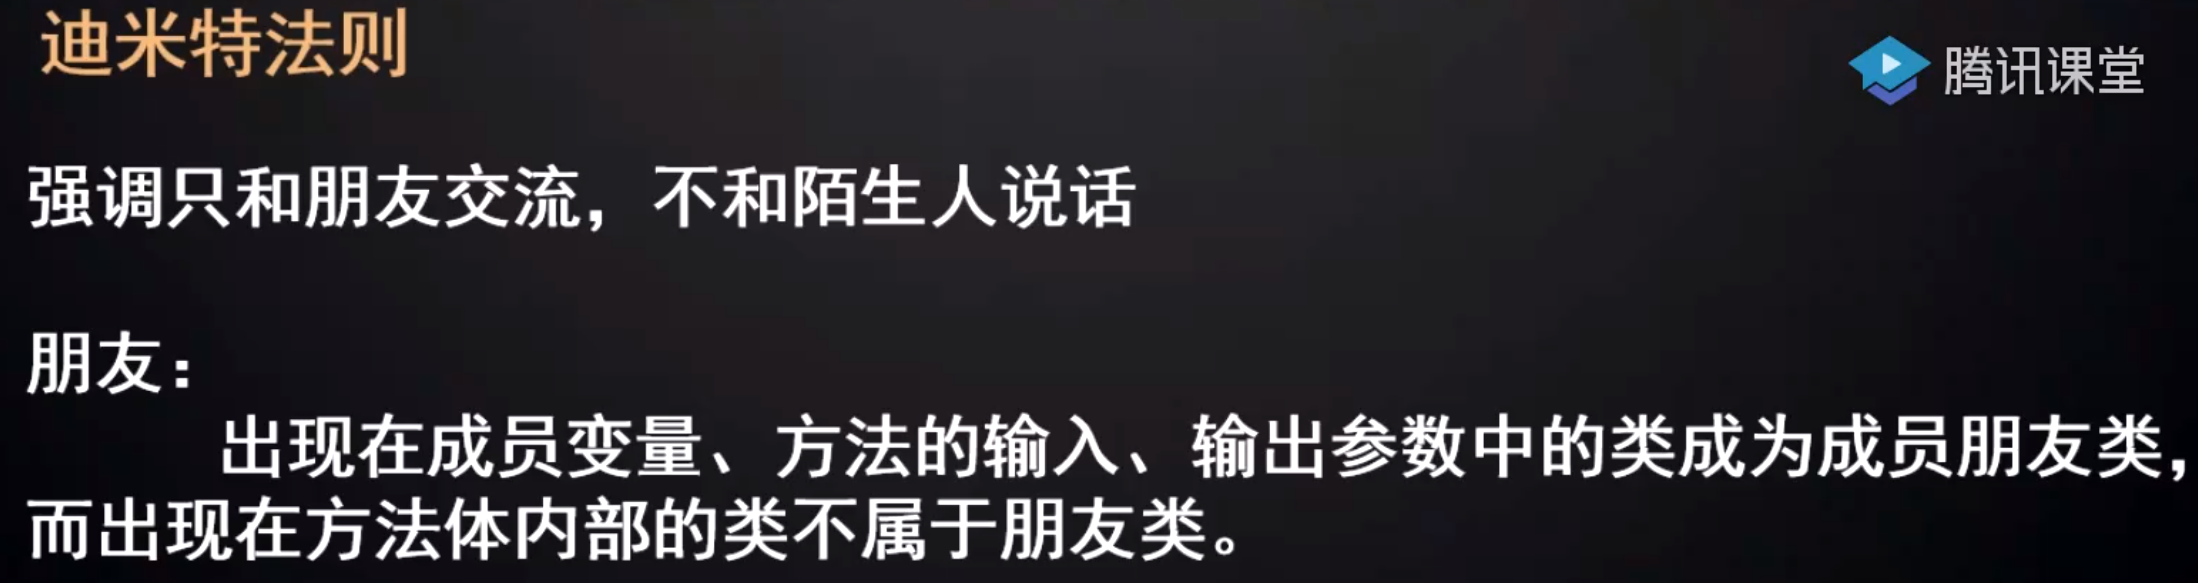 迪米特法则
腾讯课堂
强调只和朋友交流，不和陌生人说话
朋友：
出现在成员变量、方法的输入、输出参数中的类成为成员朋友类，
而出现在方法体内部的类不属于朋友类。